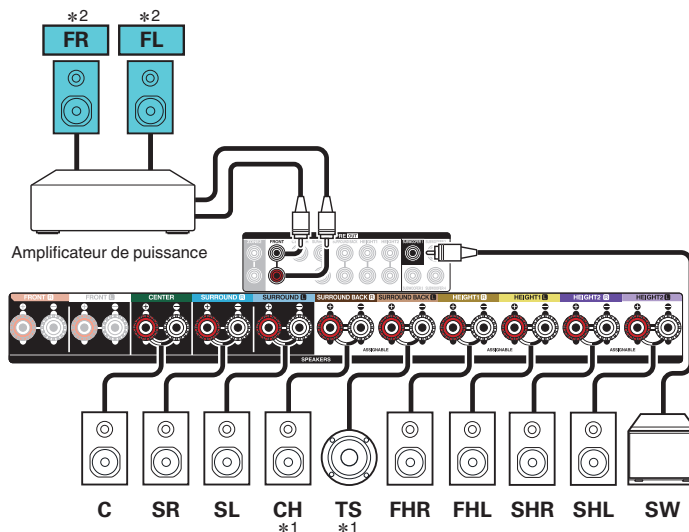 *2 *2
FR FL
Amplificateur de puissance
PRE OUT
FRONT
FRONT R FRONT L CENTER SURROUND R SURROUND L SURROUND BACK R SURROUND BACK L HEIGHT1 R HEIGHT1 L HEIGHT2 R HEIGHT2 L
ASSIGNABLE ASSIGNABLE ASSIGNABLE
SPEAKERS
C SR SL CH TS FHR FHL SHR SHL SW
*1 *1